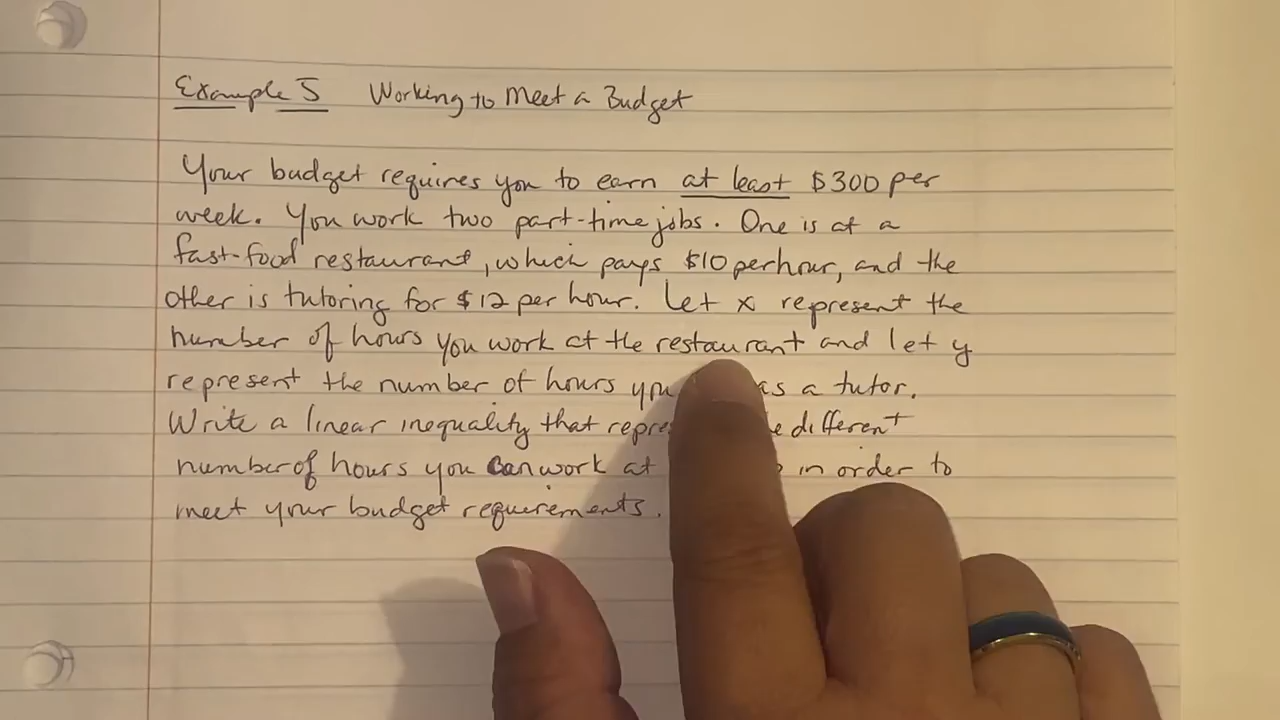 Example 5 Working to Meet a Budget
Your budget requires you to earn at least $300 per
week. You work two part-time jobs. One is at a
fast-food restaurant, which pays $10 per hour, and the
other is tutoring for $12 per hour. Let x represent the
number of hours you work at the restaurant and let y
represent the number of hours you as a tutor.
Write a linear inequality that different
number of hours you can work at in order to
meet your budget requirements.